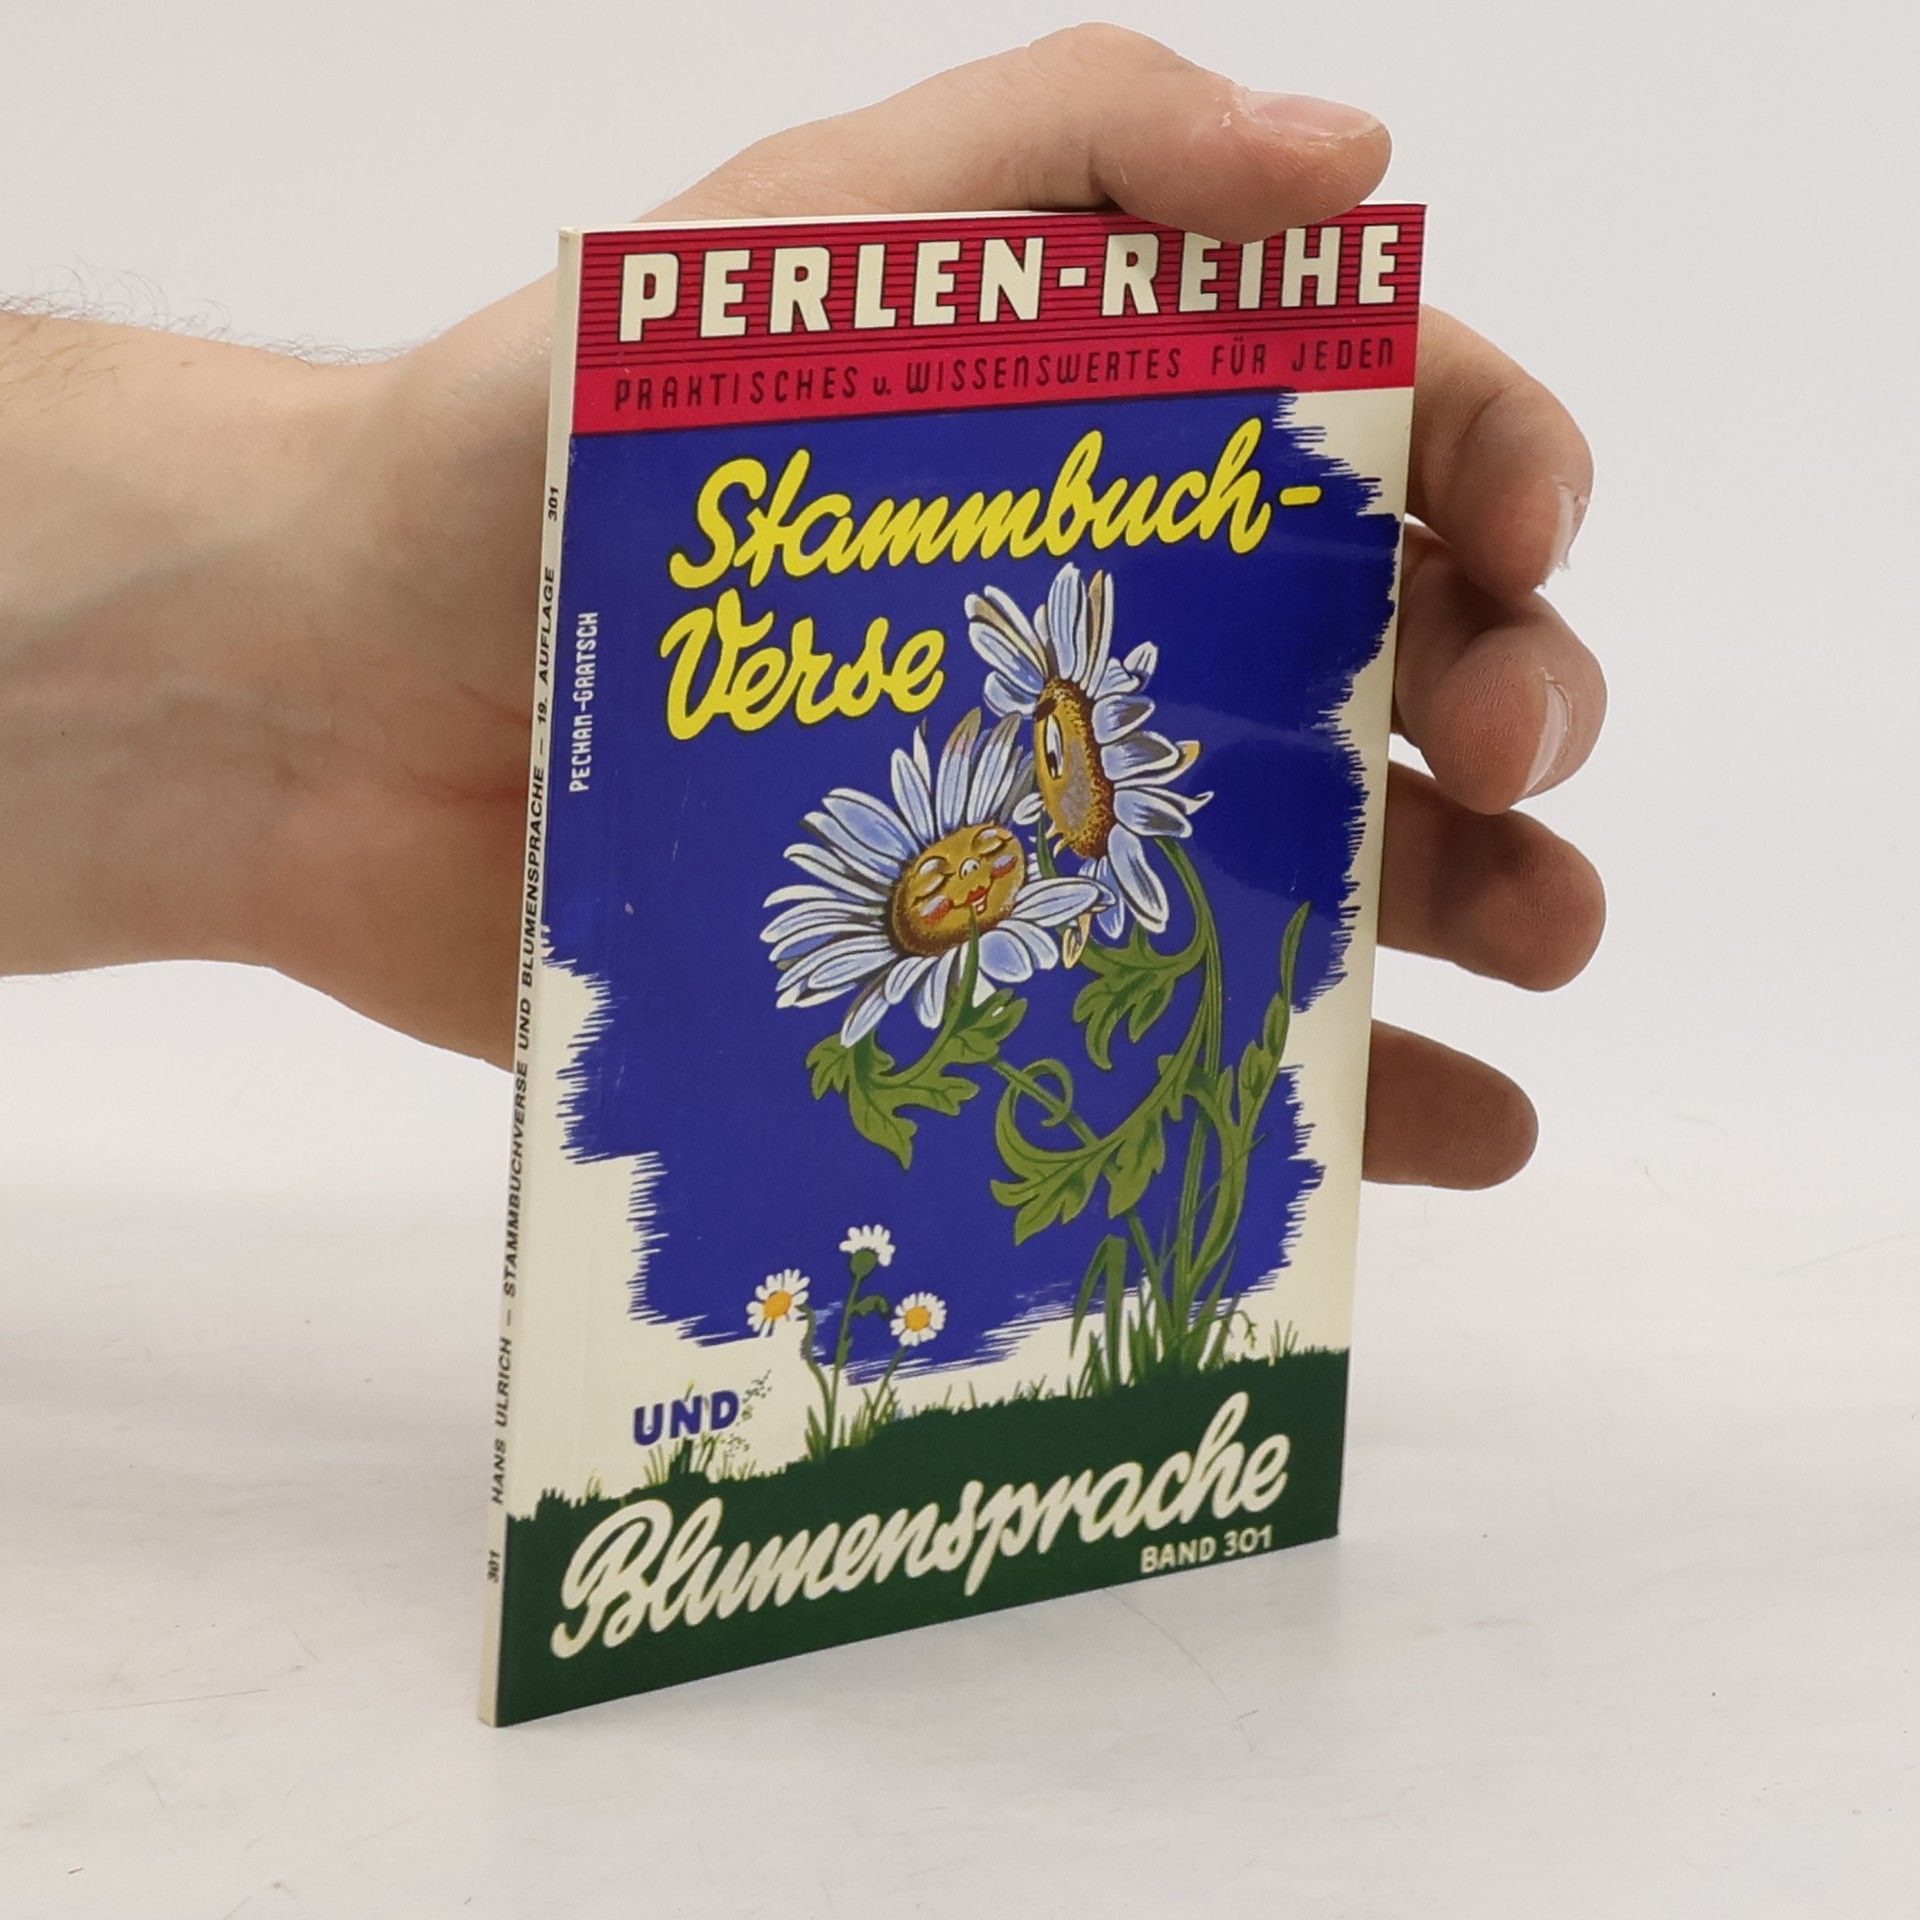 PERLEN-REIHE
PRAKTISCHES u. WISSENSWERTES FÜR JEDEN
Stammbuch-
Verse
PECHAN-GRATSCH
UND
Blumensprache
BAND 301
301 HANS ULRICH – STAMMBUCHVERSE UND BLUMENSPRACHE – 19. AUFLAGE 301